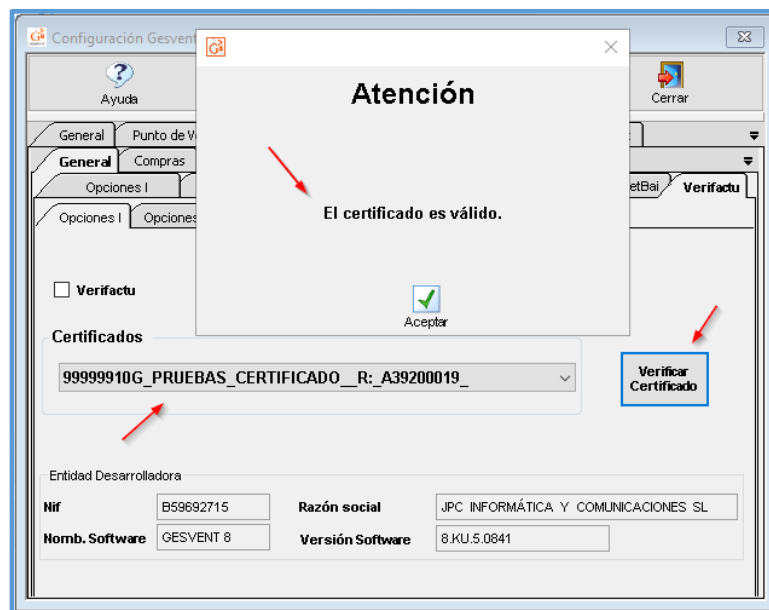 Configuración Gesvent
Atención
Ayuda
Cerrar
General Punto de V
General Compras
Opciones I
etBai Verifactu
Opciones I Opciones
El certificado es válido.
Verifactu
Aceptar
Certificados
99999910G_PRUEBAS_CERTIFICADO__R:_A39200019_
Verificar
Certificado
Entidad Desarrolladora
Nif B59692715 Razón social JPC INFORMÁTICA Y COMUNICACIONES SL
Nomb. Software GESVENT 8 Versión Software 8.KU.5.0841